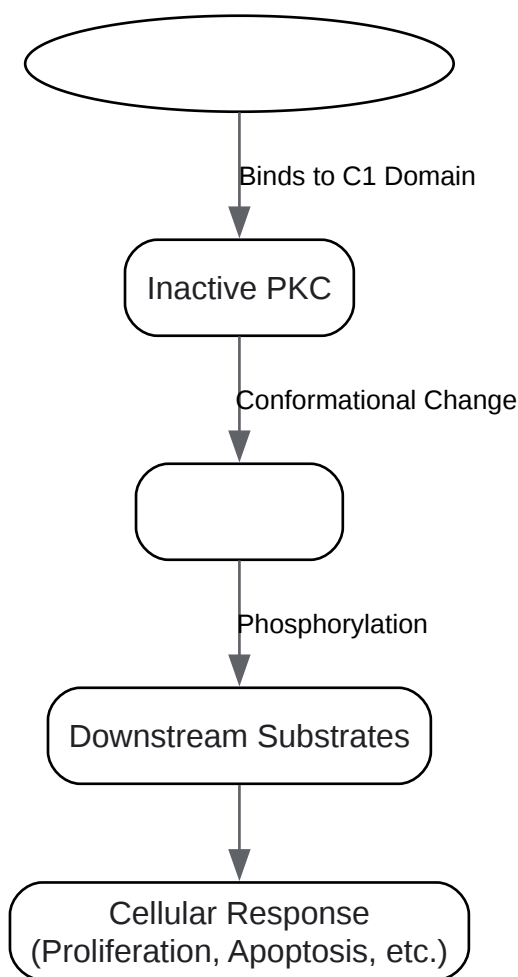 Binds to C1 Domain
Inactive PKC
Conformational Change
Phosphorylation
Downstream Substrates
Cellular Response
(Proliferation, Apoptosis, etc.)